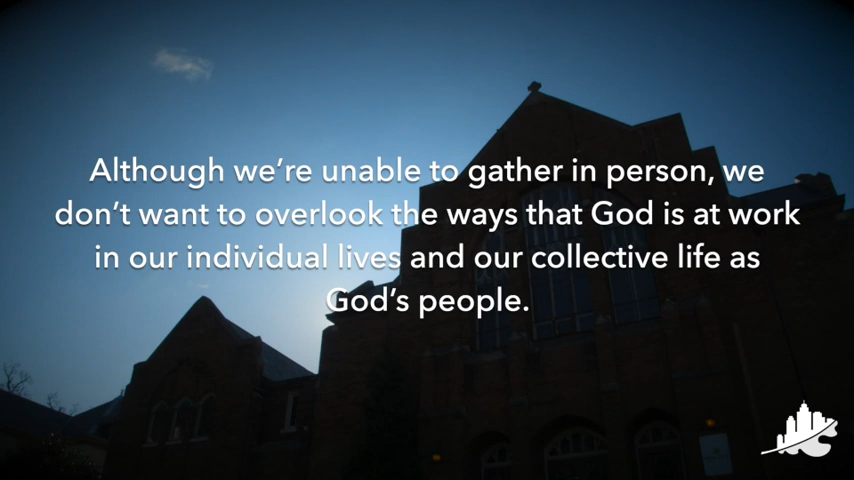 Although we’re unable to gather in person, we
don’t want to overlook the ways that God is at work
in our individual lives and our collective life as
God’s people.